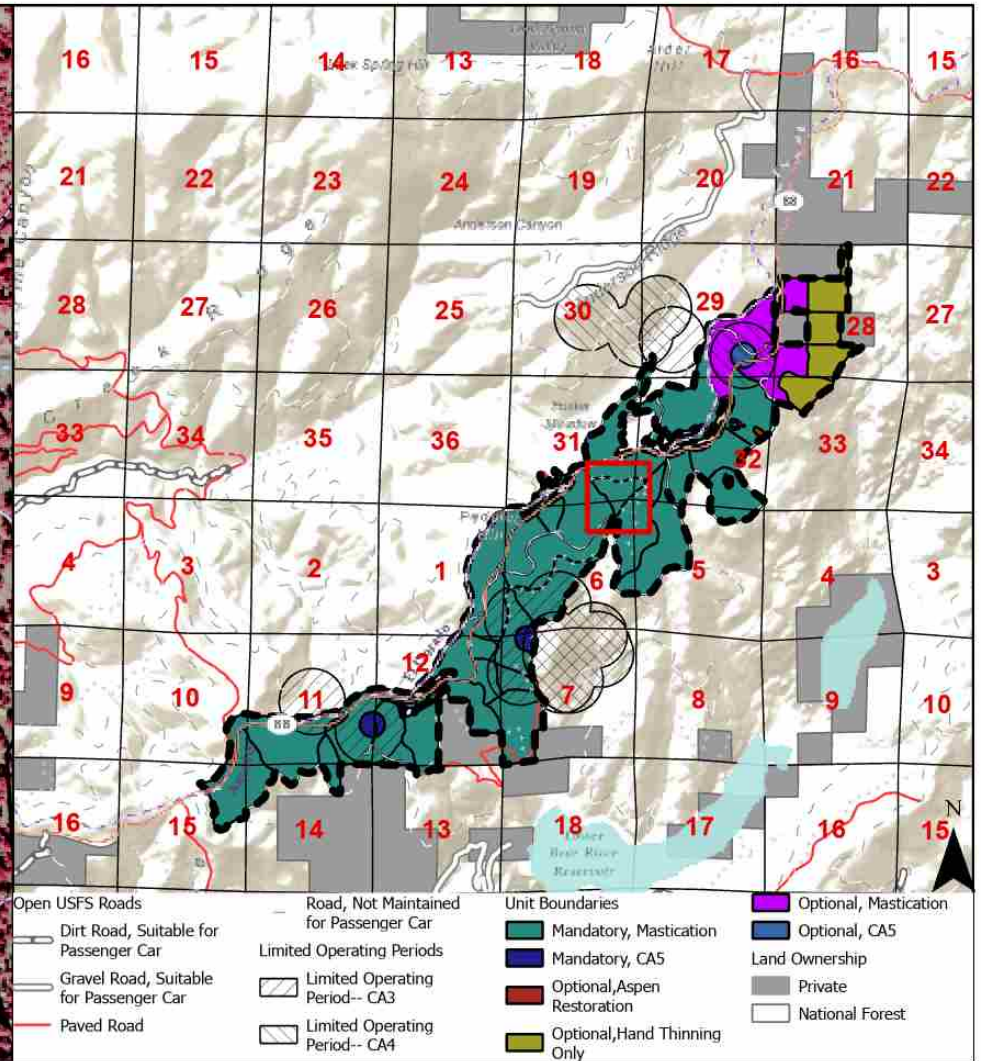 16 15 14 13 18 17 16 15
21 22 23 24 19 20 21 22
88
Anderson Canyon
28 27 26 25 30 29 28 27
33 34 35 36 31 32 33 34
4 3 2 1 6 5 4 3
9 10 11 12 7 8 9 10
88
16 15 14 13 18 17 16 15
Lower
Bear River
Reservoir
N
Open USFS Roads
Dirt Road, Suitable for
Passenger Car
Gravel Road, Suitable
for Passenger Car
Paved Road
Road, Not Maintained
for Passenger Car
Limited Operating Periods
Limited Operating
Period-- CA3
Limited Operating
Period-- CA4
Unit Boundaries
Mandatory, Mastication
Mandatory, CA5
Optional,Aspen
Restoration
Optional,Hand Thinning
Only
Optional, Mastication
Optional, CA5
Land Ownership
Private
National Forest